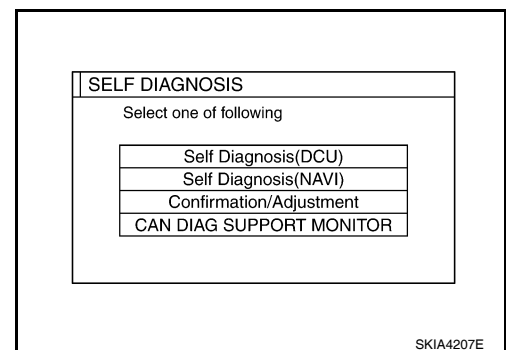 SELF DIAGNOSIS
Select one of following
Self Diagnosis(DCU)
Self Diagnosis(NAVI)
Confirmation/Adjustment
CAN DIAG SUPPORT MONITOR
SKIA4207E